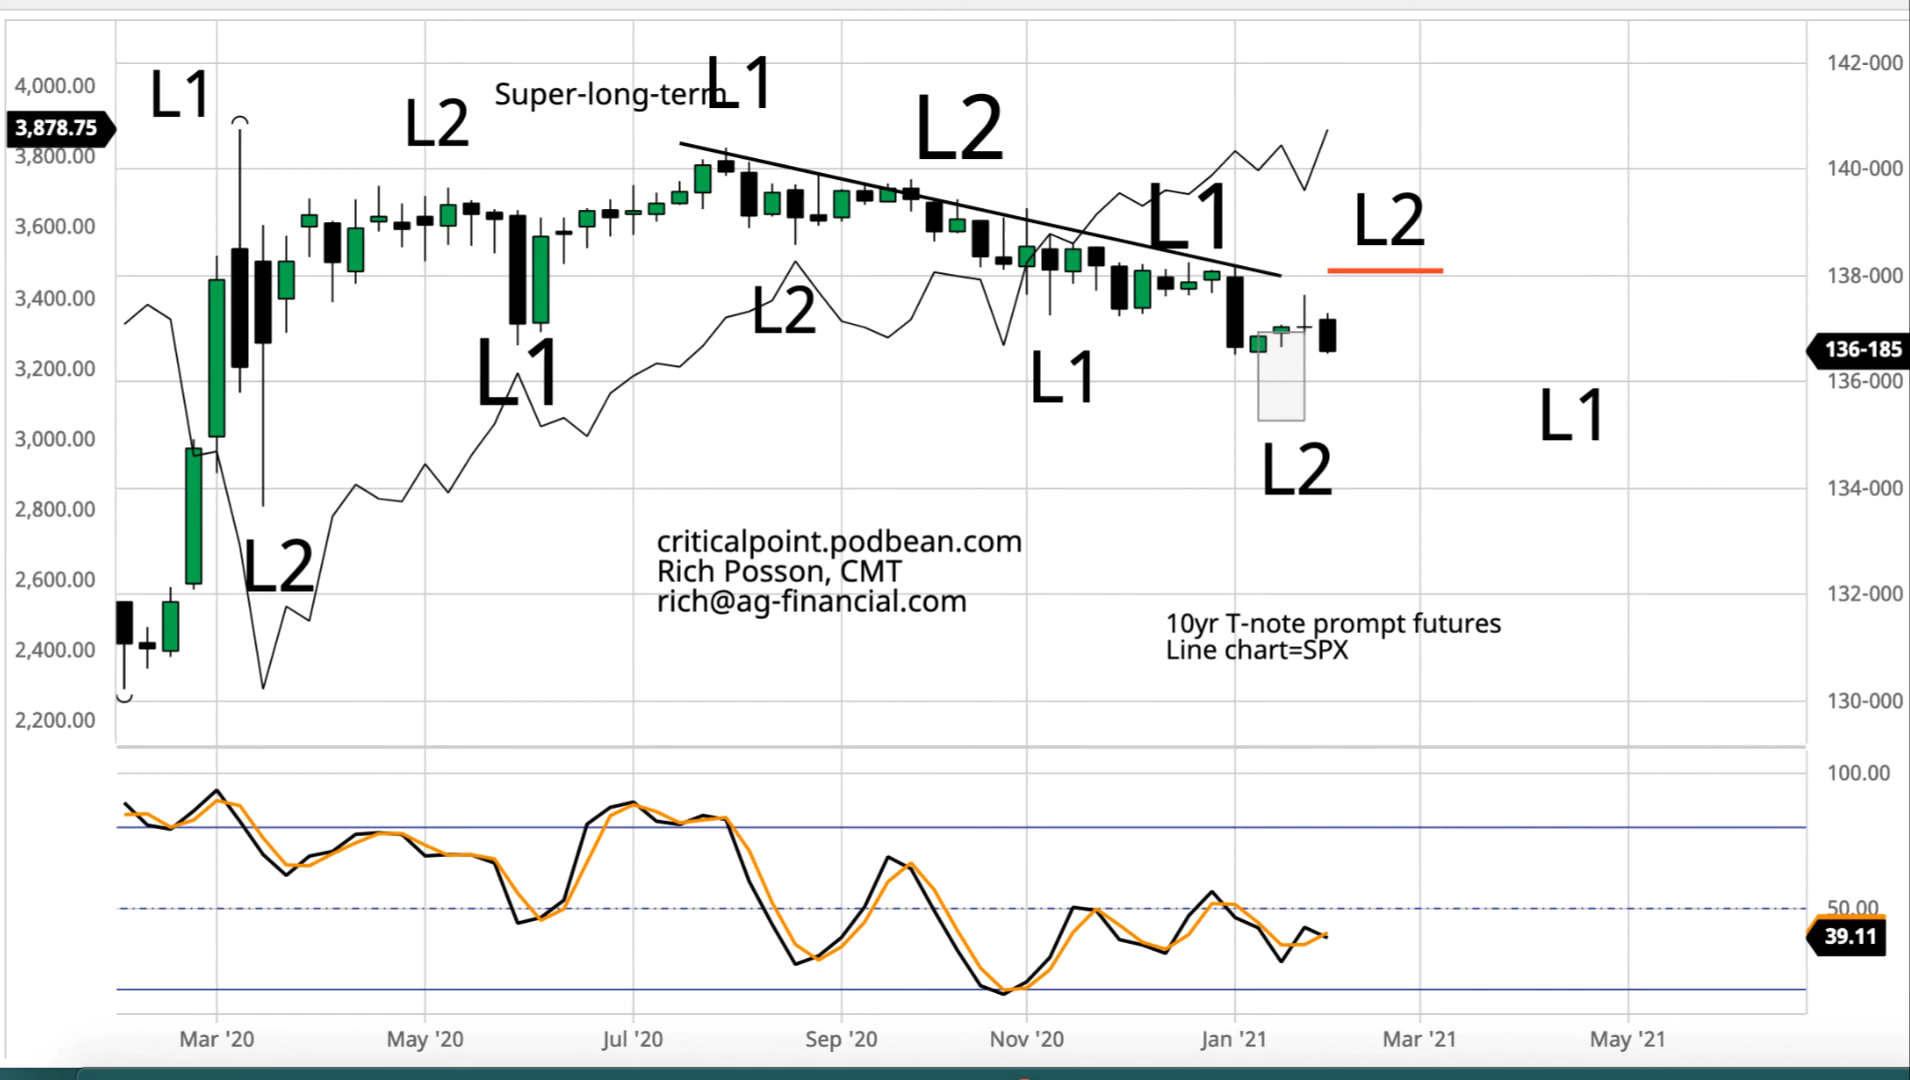 142-000
4,000.00
L1
Super-long-term
L1
L2
L2
3,878.75
3,800.00
140-000
3,600.00
L1
L2
138-000
3,400.00
L2
136-185
3,200.00
L1
L1
136-000
L1
3,000.00
L2
134-000
2,800.00
criticalpoint.podbean.com
Rich Posson, CMT
rich@ag-financial.com
L2
2,600.00
132-000
10yr T-note prompt futures
Line chart=SPX
2,400.00
130-000
2,200.00
100.00
50.00
39.11
Mar '20 May '20 Jul '20 Sep '20 Nov '20 Jan '21 Mar '21 May '21